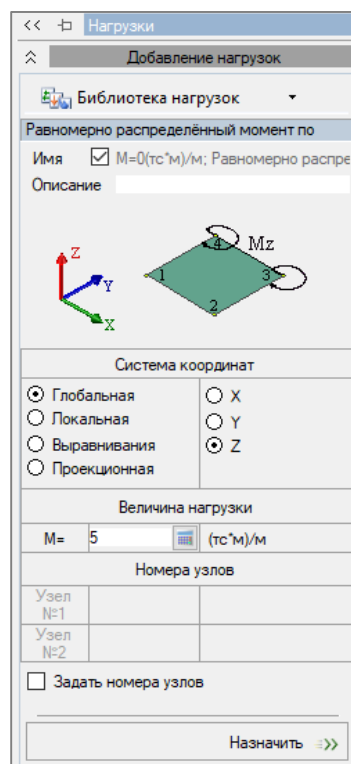 << Нагрузки
Добавление нагрузок
Библиотека нагрузок
Равномерно распределённый момент по
Имя M=0(тс*м)/м; Равномерно распре
Описание
Z
Y
X
4 Mz
1 3
2
Система координат
Глобальная X
Локальная Y
Выравнивания Z
Проекционная
Величина нагрузки
M= 5 (тс*м)/м
Номера узлов
Узел
№1
Узел
№2
Задать номера узлов
Назначить